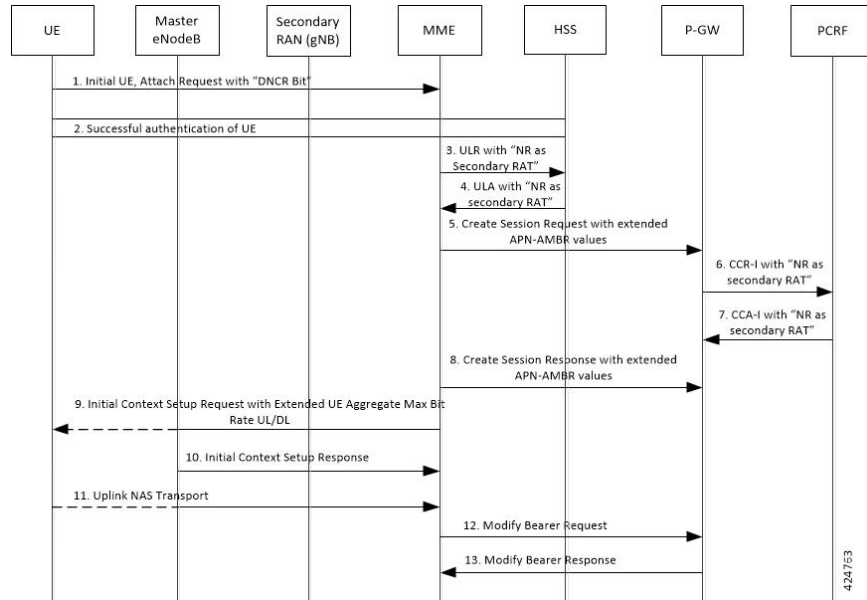 UE
Master
eNodeB
Secondary
RAN (gNB)
MME
HSS
P-GW
PCRF
1. Initial UE, Attach Request with “DNCR Bit”
2. Successful authentication of UE
3. ULR with “NR as
Secondary RAT”
4. ULA with “NR as
secondary RAT”
5. Create Session Request with extended
APN-AMBR values
6. CCR-I with “NR as
secondary RAT”
7. CCA-I with “NR as
secondary RAT”
8. Create Session Response with extended
APN-AMBR values
9. Initial Context Setup Request with Extended UE Aggregate Max Bit
Rate UL/DL
10. Initial Context Setup Response
11. Uplink NAS Transport
12. Modify Bearer Request
13. Modify Bearer Response
424763